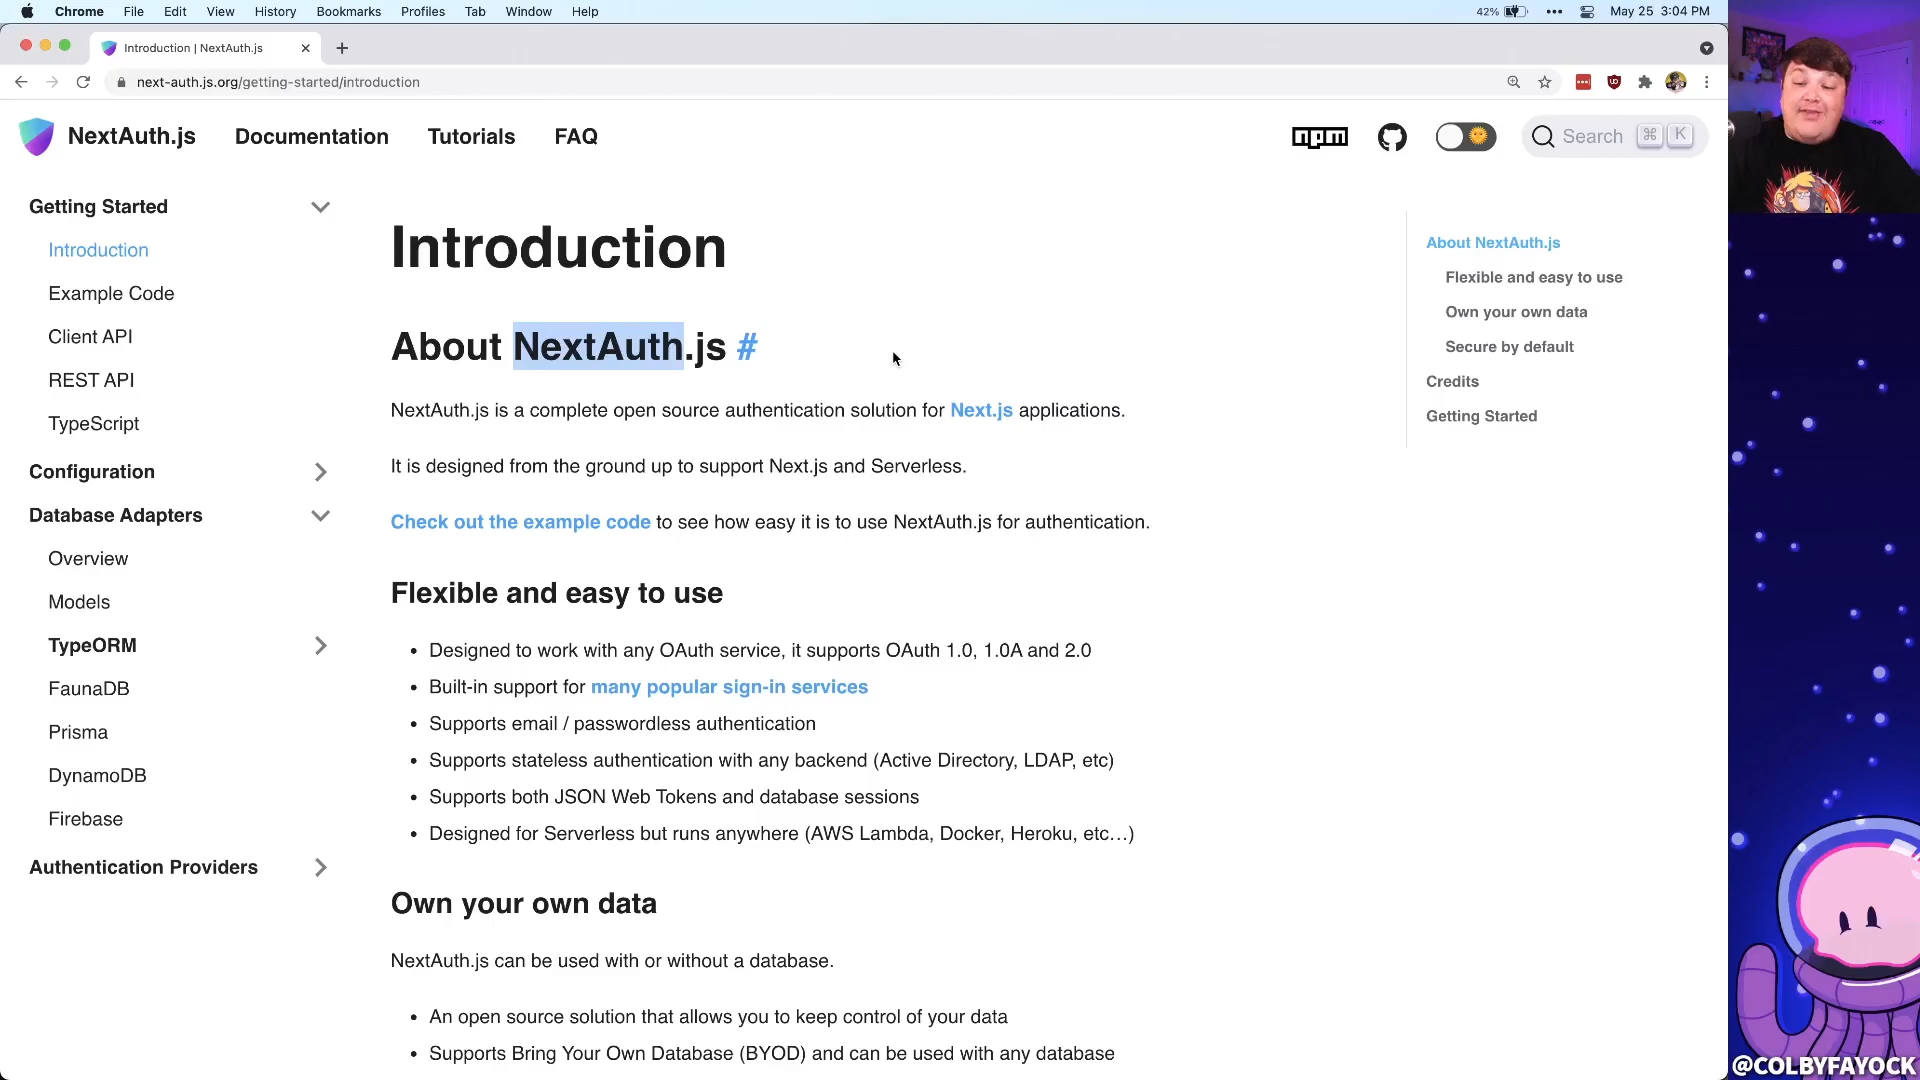 Chrome File Edit View History Bookmarks Profiles Tab Window Help 42% May 25 3:04 PM
Introduction | NextAuth.js
next-auth.js.org/getting-started/introduction
NextAuth.js Documentation Tutorials FAQ npm Search ⌘ K
Getting Started
Introduction
Example Code
Client API
REST API
TypeScript
Configuration
Database Adapters
Overview
Models
TypeORM
FaunaDB
Prisma
DynamoDB
Firebase
Authentication Providers
Introduction
About NextAuth.js #
NextAuth.js is a complete open source authentication solution for Next.js applications.
It is designed from the ground up to support Next.js and Serverless.
Check out the example code to see how easy it is to use NextAuth.js for authentication.
Flexible and easy to use
• Designed to work with any OAuth service, it supports OAuth 1.0, 1.0A and 2.0
• Built-in support for many popular sign-in services
• Supports email / passwordless authentication
• Supports stateless authentication with any backend (Active Directory, LDAP, etc)
• Supports both JSON Web Tokens and database sessions
• Designed for Serverless but runs anywhere (AWS Lambda, Docker, Heroku, etc…)
Own your own data
NextAuth.js can be used with or without a database.
• An open source solution that allows you to keep control of your data
• Supports Bring Your Own Database (BYOD) and can be used with any database
About NextAuth.js
Flexible and easy to use
Own your own data
Secure by default
Credits
Getting Started
@COLBYFAYOCK